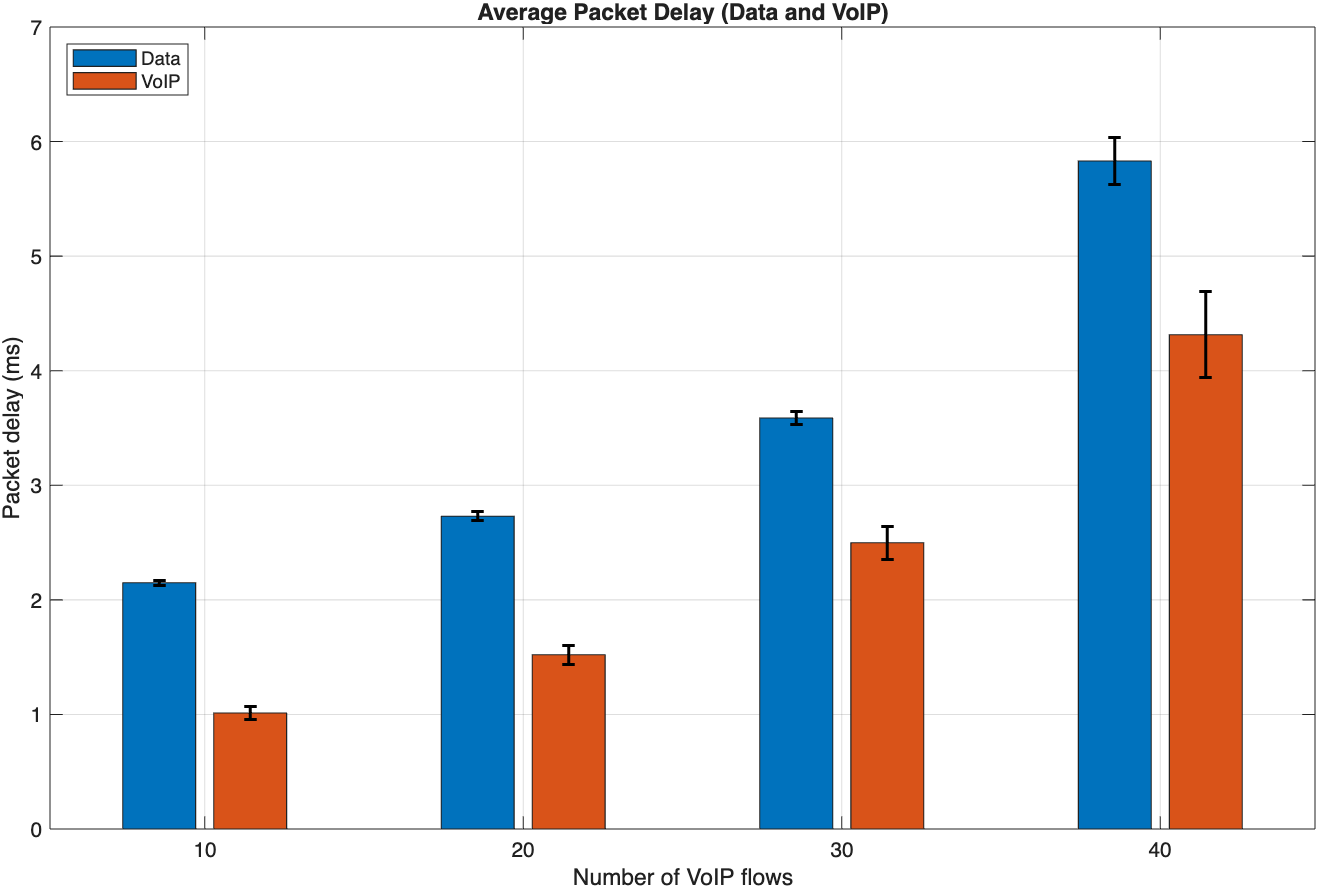 Average Packet Delay (Data and VoIP)
Data
VoIP
7
6
5
4
3
2
1
0
Packet delay (ms)
10 20 30 40
Number of VoIP flows